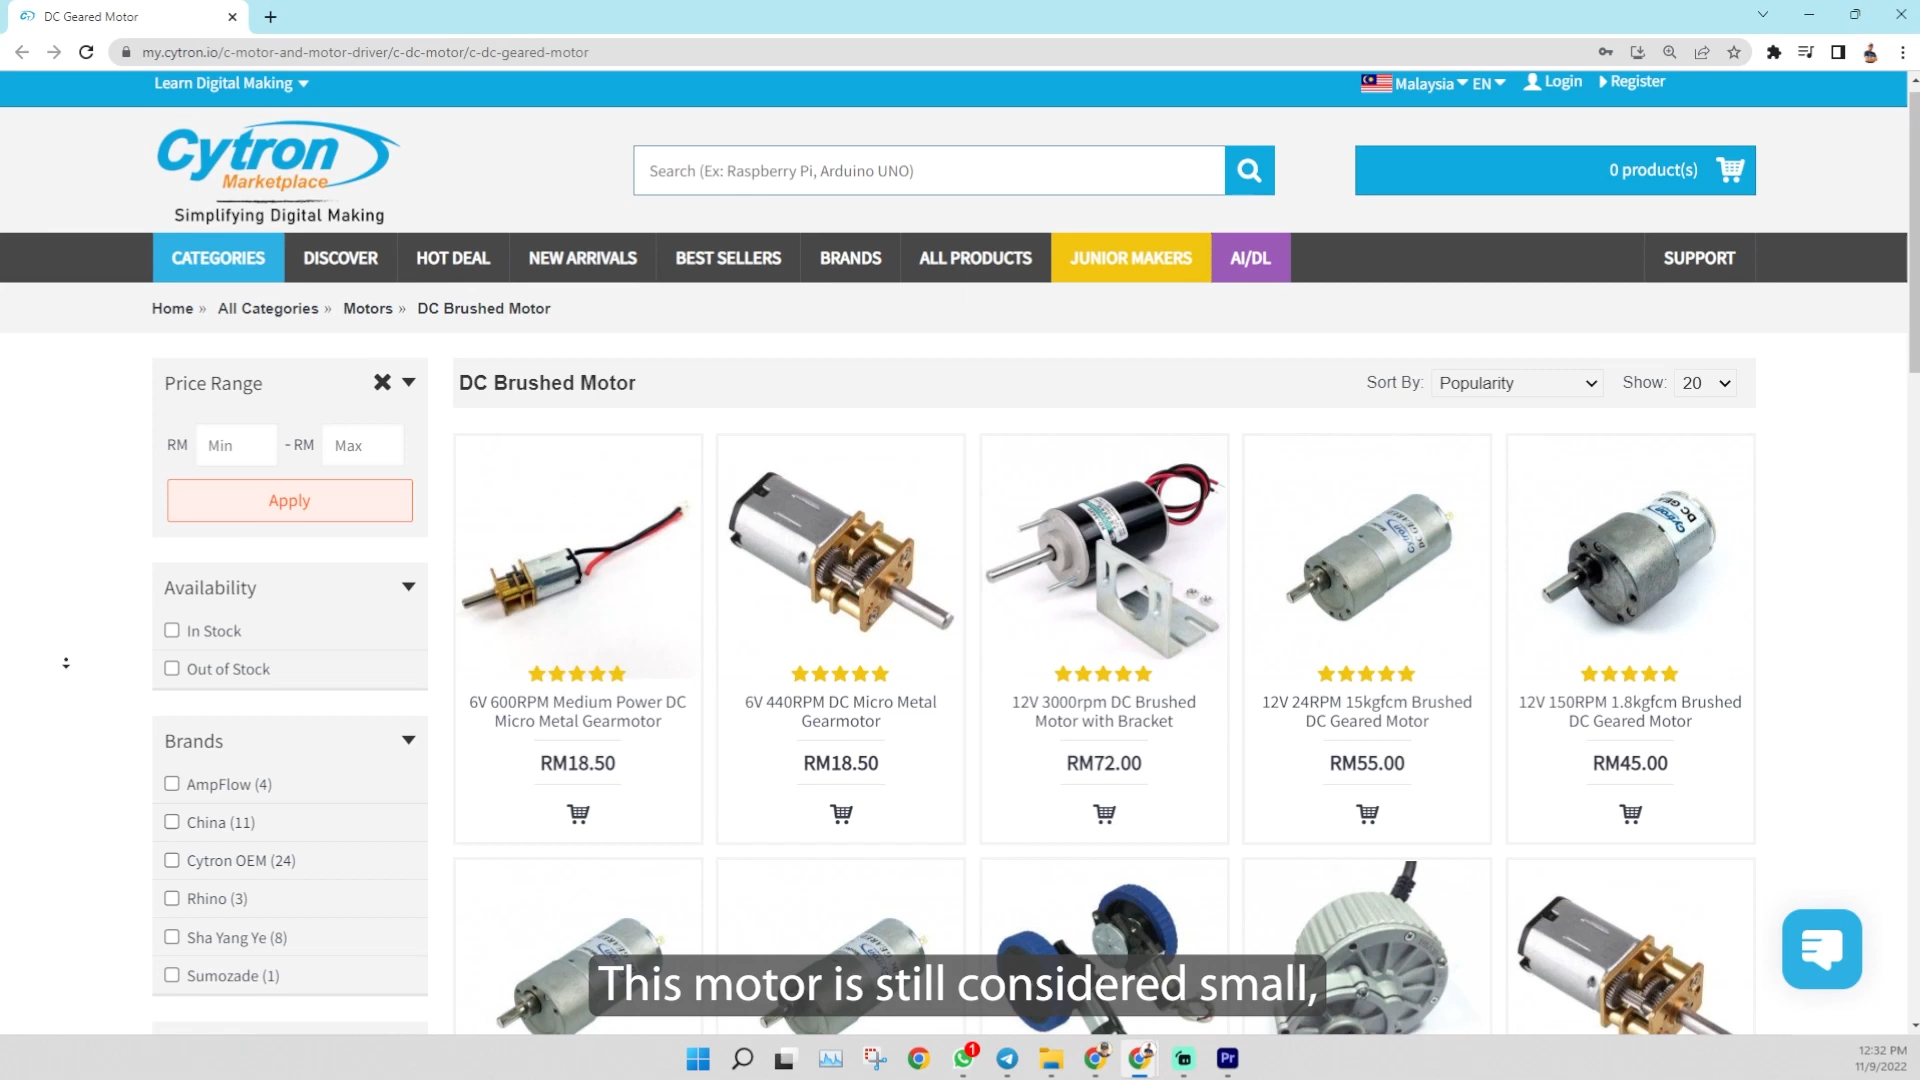 DC Geared Motor
my.cytron.io/c-motor-and-motor-driver/c-dc-motor/c-dc-geared-motor
Learn Digital Making
Malaysia
EN
Login
Register
Cytron
Marketplace
Simplifying Digital Making
Search (Ex: Raspberry Pi, Arduino UNO)
0 product(s)
CATEGORIES
DISCOVER
HOT DEAL
NEW ARRIVALS
BEST SELLERS
BRANDS
ALL PRODUCTS
JUNIOR MAKERS
AI/DL
SUPPORT
Home » All Categories » Motors » DC Brushed Motor
Price Range
RM Min - RM Max
Apply
Availability
In Stock
Out of Stock
Brands
AmpFlow (4)
China (11)
Cytron OEM (24)
Rhino (3)
Sha Yang Ye (8)
Sumozade (1)
DC Brushed Motor
Sort By: Popularity
Show: 20
6V 600RPM Medium Power DC
Micro Metal Gearmotor
RM18.50
6V 440RPM DC Micro Metal
Gearmotor
RM18.50
12V 3000rpm DC Brushed
Motor with Bracket
RM72.00
12V 24RPM 15kgfcm Brushed
DC Geared Motor
RM55.00
12V 150RPM 1.8kgfcm Brushed
DC Geared Motor
RM45.00
This motor is still considered small,
1
Pr
12:32 PM
11/9/2022